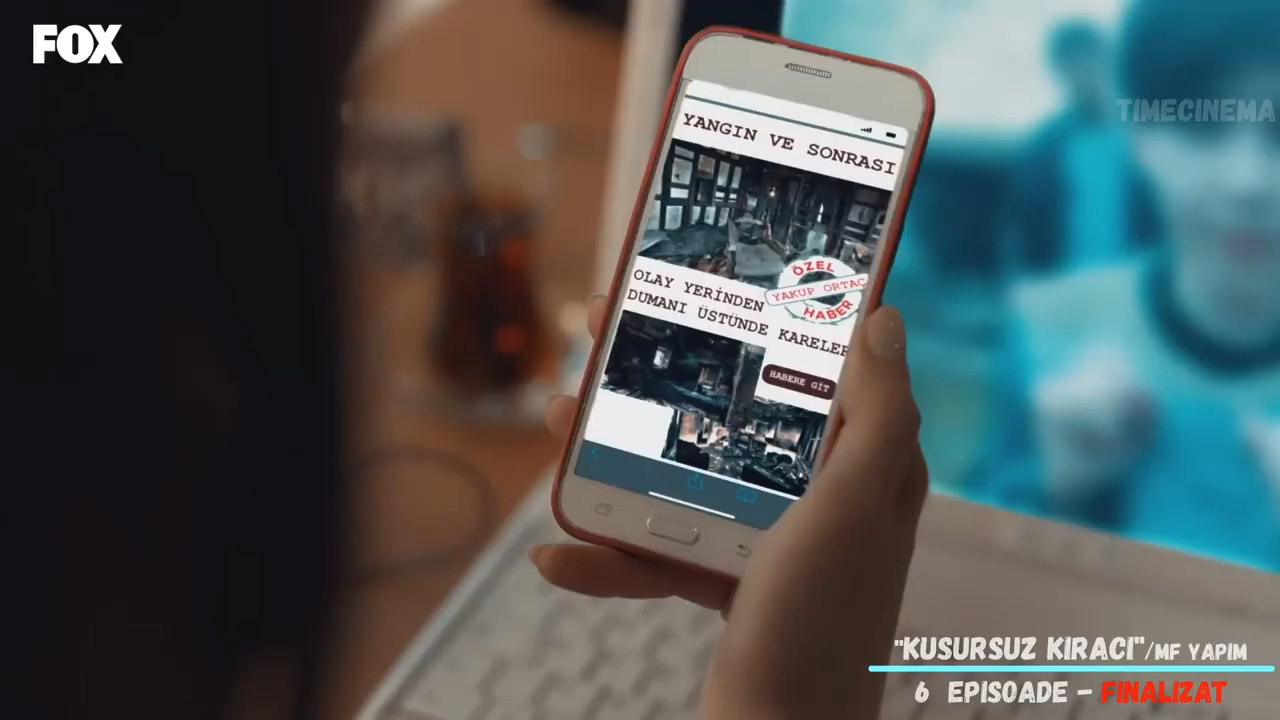 FOX
TIMECINEMA
YANGIN VE SONRASI
ÖZEL
YAKUP ORTAÇ
HABER
OLAY YERİNDEN
DUMANI ÜSTÜNDE KARELER
HABERE GİT
"KUSURSUZ KIRACI"/MF YAPIM
6 EPISOADE - FINALIZAT